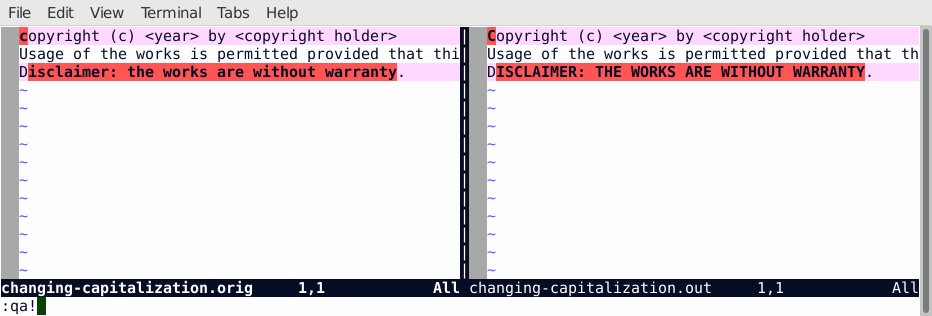 File Edit View Terminal Tabs Help
copyright (c) <year> by <copyright holder>
Usage of the works is permitted provided that thi
Disclaimer: the works are without warranty.
~
~
~
~
~
~
~
~
~
~
~
changing-capitalization.orig 1,1 All
Copyright (c) <year> by <copyright holder>
Usage of the works is permitted provided that th
DISCLAIMER: THE WORKS ARE WITHOUT WARRANTY.
~
~
~
~
~
~
~
~
~
~
~
changing-capitalization.out 1,1 All
:qa!